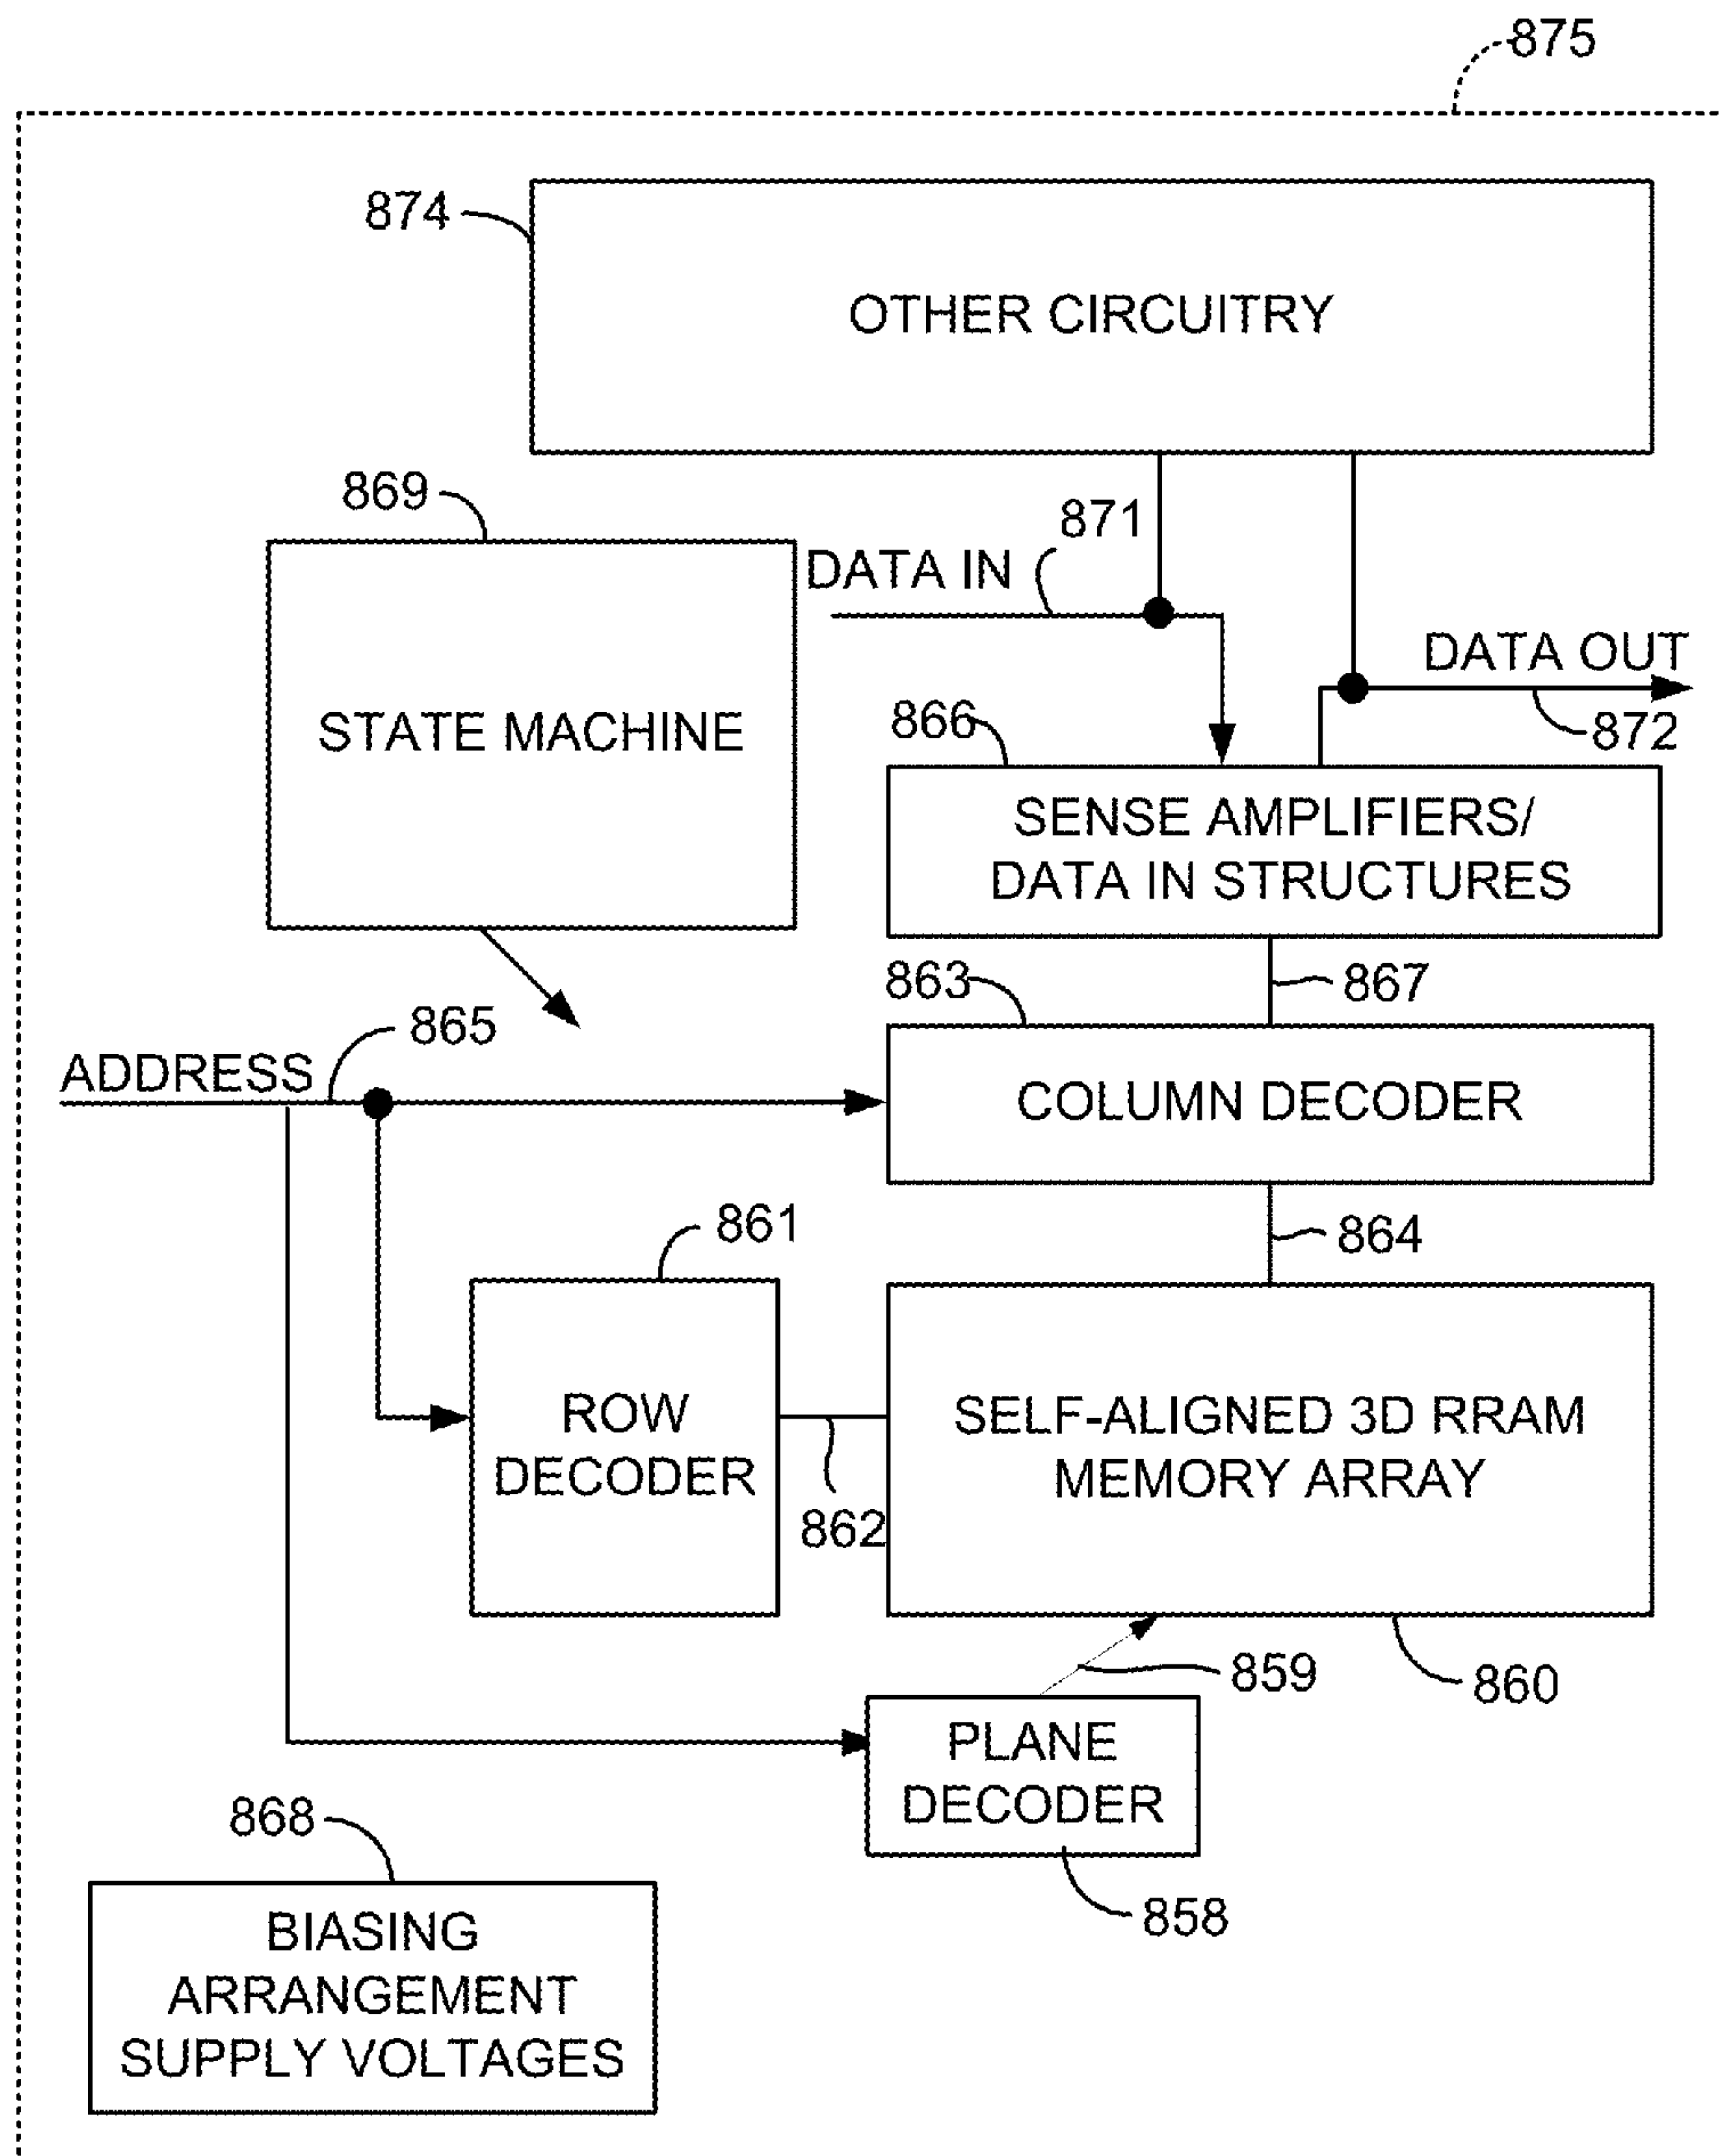 875
874
OTHER CIRCUITRY
869
871
DATA IN
DATA OUT
STATE MACHINE
866
872
SENSE AMPLIFIERS/
DATA IN STRUCTURES
863
867
865
ADDRESS
COLUMN DECODER
861
864
ROW
DECODER
SELF-ALIGNED 3D RRAM
MEMORY ARRAY
862
859
860
PLANE
DECODER
868
858
BIASING
ARRANGEMENT
SUPPLY VOLTAGES